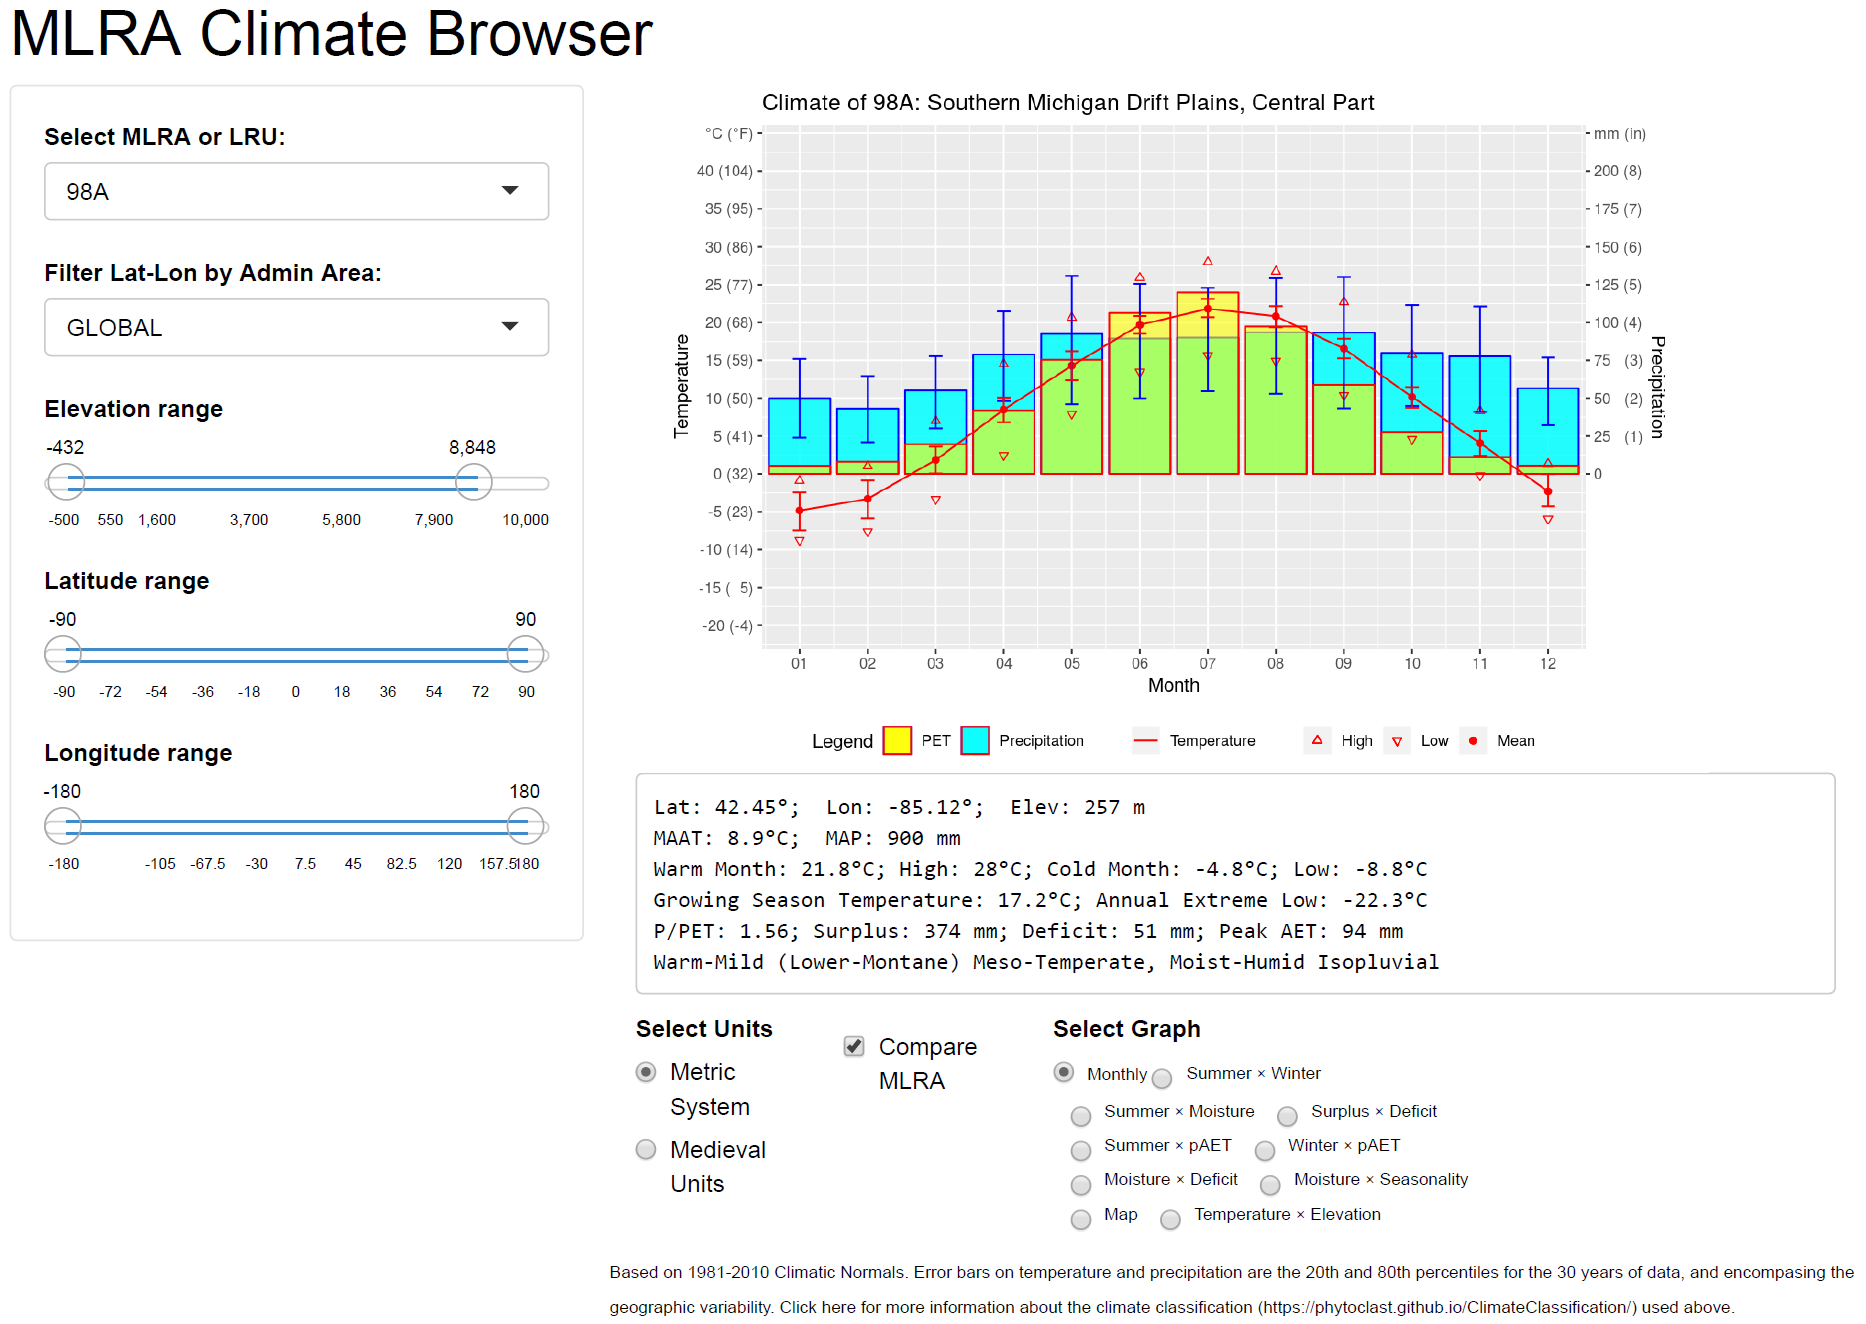 MLRA Climate Browser
Select MLRA or LRU:
98A
Filter Lat-Lon by Admin Area:
GLOBAL
Elevation range
-432 8,848
-500 550 1,600 3,700 5,800 7,900 10,000
Latitude range
-90 90
-90 -72 -54 -36 -18 0 18 36 54 72 90
Longitude range
-180 180
-180 -105 -67.5 -30 7.5 45 82.5 120 157.5180
Climate of 98A: Southern Michigan Drift Plains, Central Part
°C (°F) mm (in)
40 (104) 200 (8)
35 (95) 175 (7)
30 (86) 150 (6)
25 (77) 125 (5)
20 (68) 100 (4)
15 (59) 75 (3)
10 (50) 50 (2)
5 (41) 25 (1)
0 (32) 0
-5 (23)
-10 (14)
-15 ( 5)
-20 (-4)
Temperature
Precipitation
01 02 03 04 05 06 07 08 09 10 11 12
Month
Legend PET Precipitation Temperature High Low Mean
Lat: 42.45°; Lon: -85.12°; Elev: 257 m
MAAT: 8.9°C; MAP: 900 mm
Warm Month: 21.8°C; High: 28°C; Cold Month: -4.8°C; Low: -8.8°C
Growing Season Temperature: 17.2°C; Annual Extreme Low: -22.3°C
P/PET: 1.56; Surplus: 374 mm; Deficit: 51 mm; Peak AET: 94 mm
Warm-Mild (Lower-Montane) Meso-Temperate, Moist-Humid Isopluvial
Select Units
Metric
System
Medieval
Units
Compare
MLRA
Select Graph
Monthly Summer × Winter
Summer × Moisture Surplus × Deficit
Summer × pAET Winter × pAET
Moisture × Deficit Moisture × Seasonality
Map Temperature × Elevation
Based on 1981-2010 Climatic Normals. Error bars on temperature and precipitation are the 20th and 80th percentiles for the 30 years of data, and encompasing the
geographic variability. Click here for more information about the climate classification (https://phytoclast.github.io/ClimateClassification/) used above.